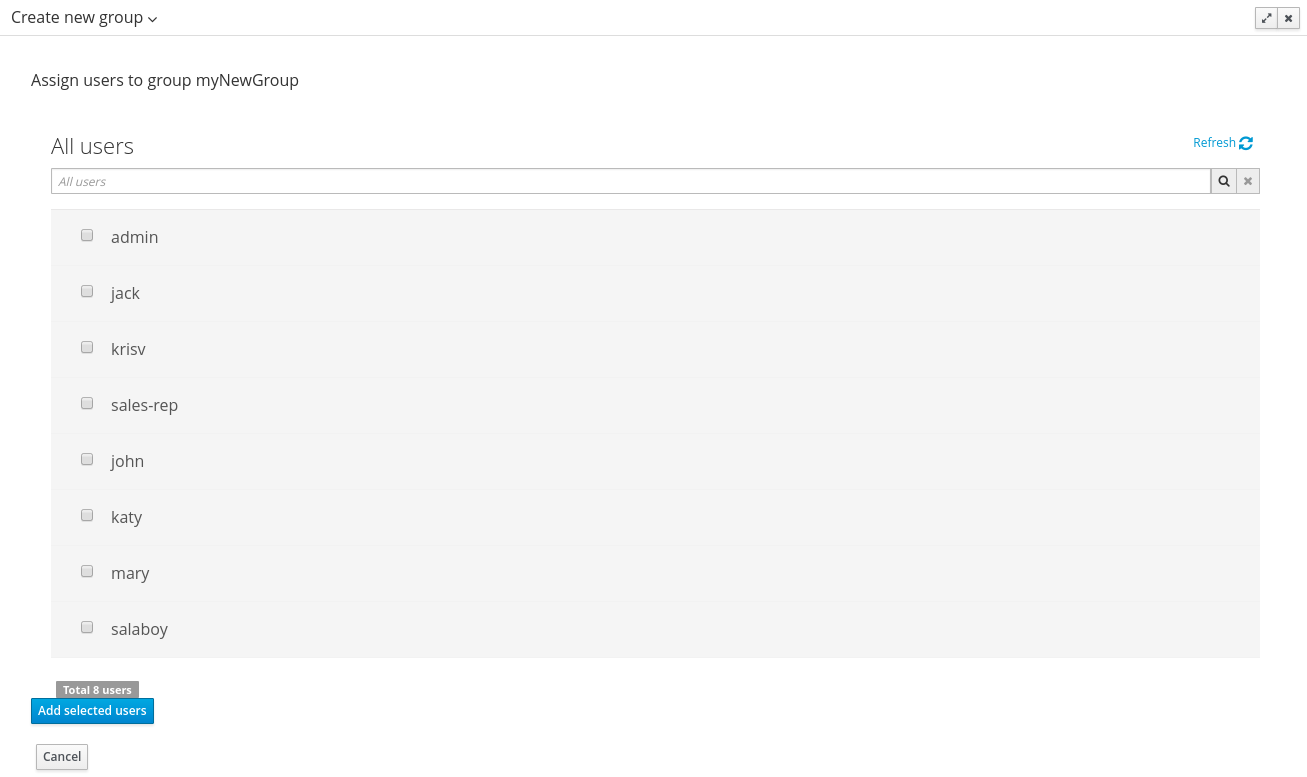 Create new group
Assign users to group myNewGroup
All users
Refresh
All users
admin
jack
krisv
sales-rep
john
katy
mary
salaboy
Total 8 users
Add selected users
Cancel